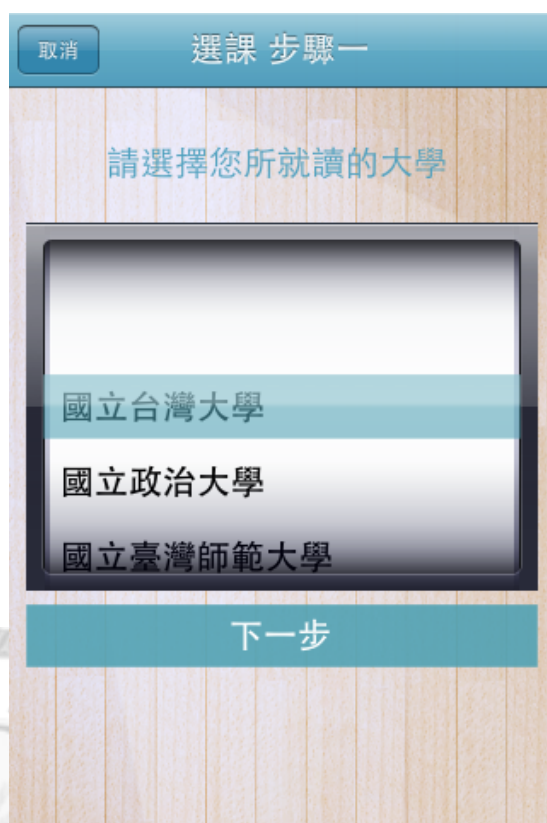 取消
選課 步驟一
請選擇您所就讀的大學
國立台灣大學
國立政治大學
國立臺灣師範大學
下一步